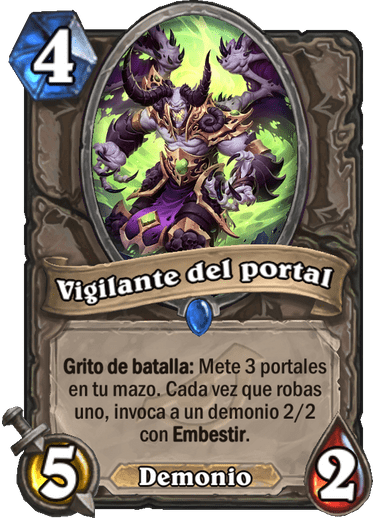 4
Vigilante del portal
Grito de batalla: Mete 3 portales
en tu mazo. Cada vez que robas
uno, invoca a un demonio 2/2
con Embestir.
5
Demonio
2